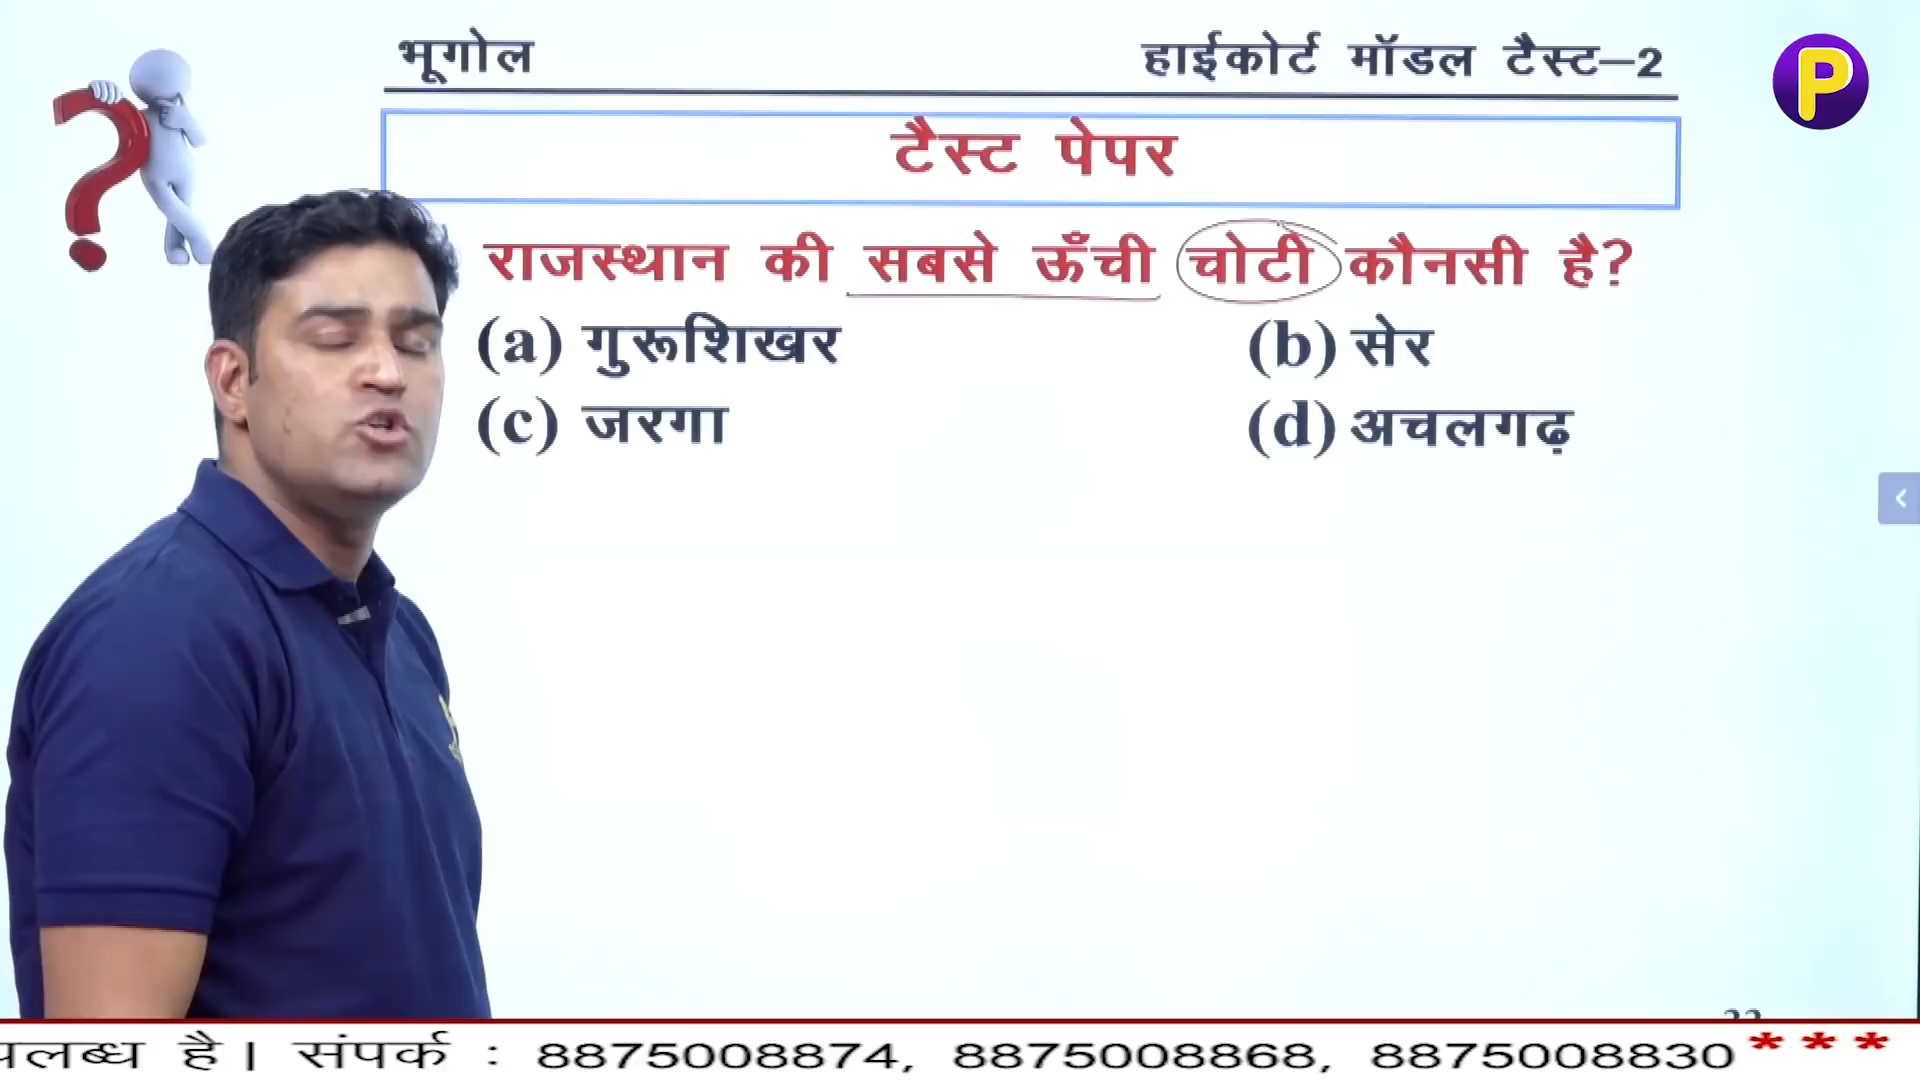 भूगोल हाईकोर्ट मॉडल टैस्ट–2
P
टैस्ट पेपर
राजस्थान की सबसे ऊँची चोटी कौनसी है?
(a) गुरूशिखर (b) सेर
(c) जरगा (d) अचलगढ़
है। संपर्क : 8875008874, 8875008868, 8875008830 ***